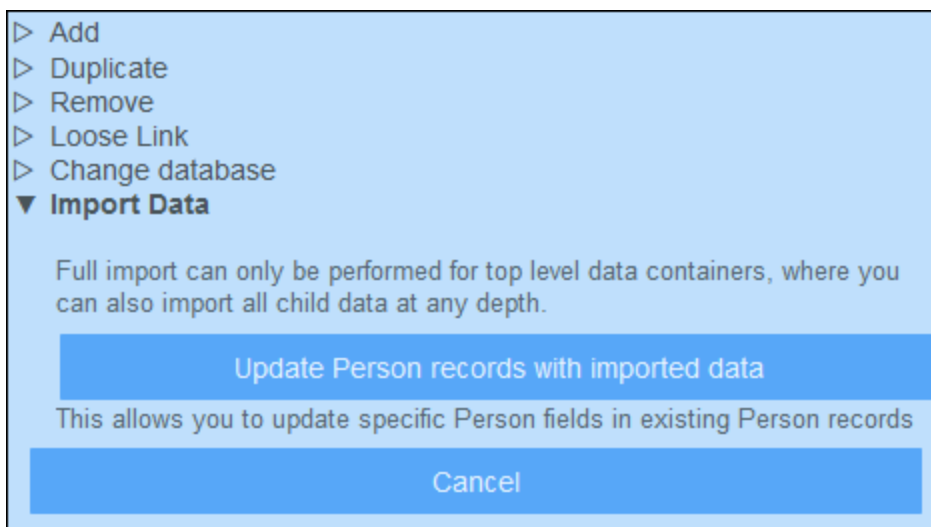 Add
Duplicate
Remove
Loose Link
Change database
Import Data
Full import can only be performed for top level data containers, where you
can also import all child data at any depth.
Update Person records with imported data
This allows you to update specific Person fields in existing Person records
Cancel